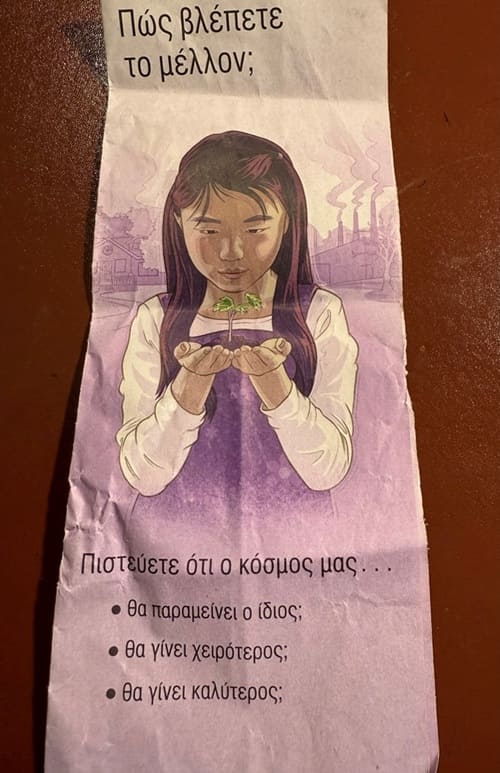 Πώς βλέπετε
το μέλλον;
Πιστεύετε ότι ο κόσμος μας . . .
• θα παραμείνει ο ίδιος;
• θα γίνει χειρότερος;
• θα γίνει καλύτερος;